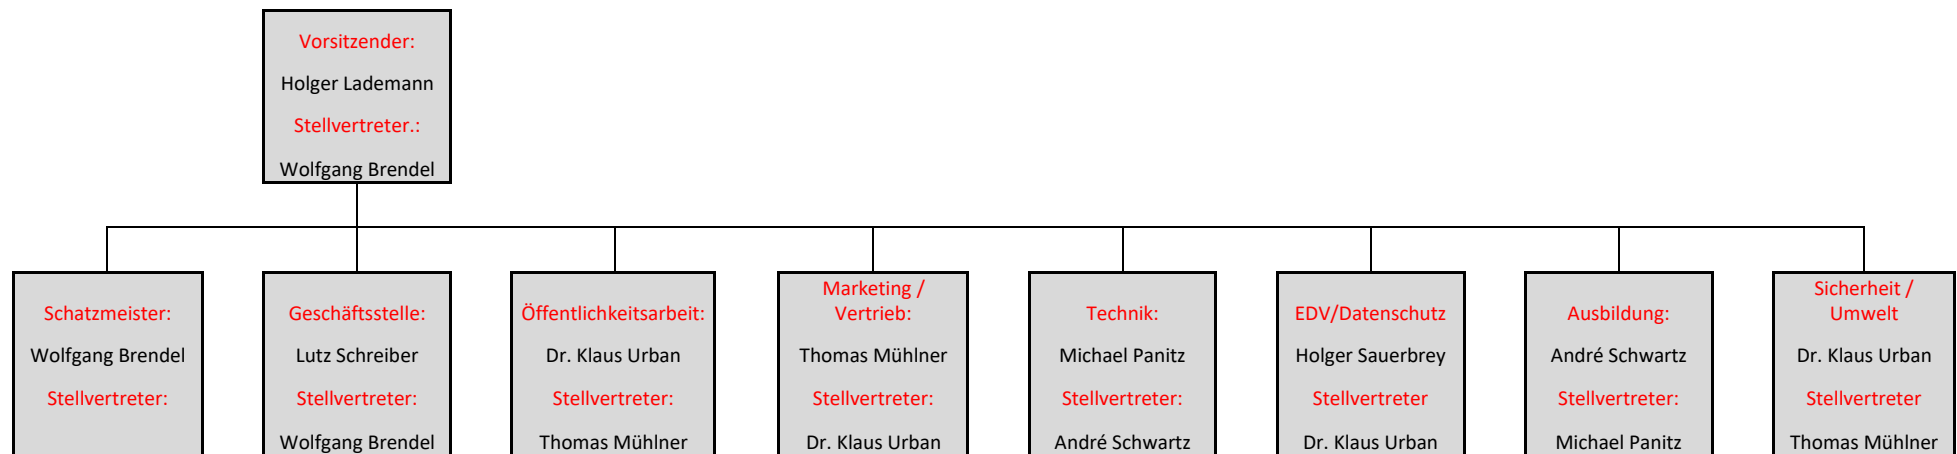 Vorsitzender:
Holger Lademann
Stellvertreter.:
Wolfgang Brendel
Schatzmeister:
Wolfgang Brendel
Stellvertreter:
Geschäftsstelle:
Lutz Schreiber
Stellvertreter:
Wolfgang Brendel
Öffentlichkeitsarbeit:
Dr. Klaus Urban
Stellvertreter:
Thomas Mühlner
Marketing /
Vertrieb:
Thomas Mühlner
Stellvertreter:
Dr. Klaus Urban
Technik:
Michael Panitz
Stellvertreter:
André Schwartz
EDV/Datenschutz
Holger Sauerbrey
Stellvertreter
Dr. Klaus Urban
Ausbildung:
André Schwartz
Stellvertreter:
Michael Panitz
Sicherheit /
Umwelt
Dr. Klaus Urban
Stellvertreter
Thomas Mühlner